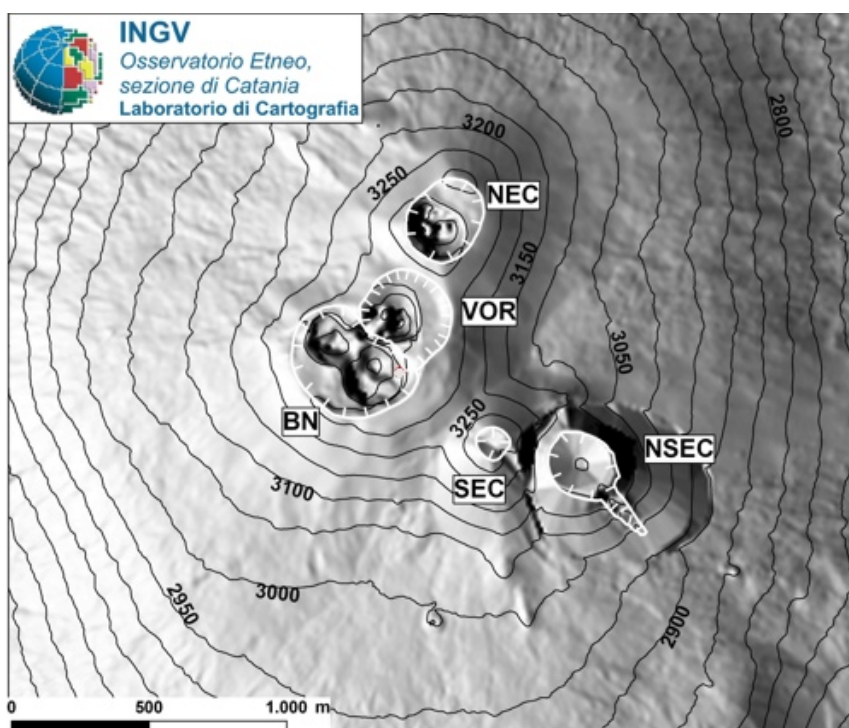 INGV
Osservatorio Etneo,
sezione di Catania
Laboratorio di Cartografia
2800
3200
3250
NEC
3150
VOR
3050
BN
3250
NSEC
SEC
3100
3000
2950
2900
0 500 1.000 m